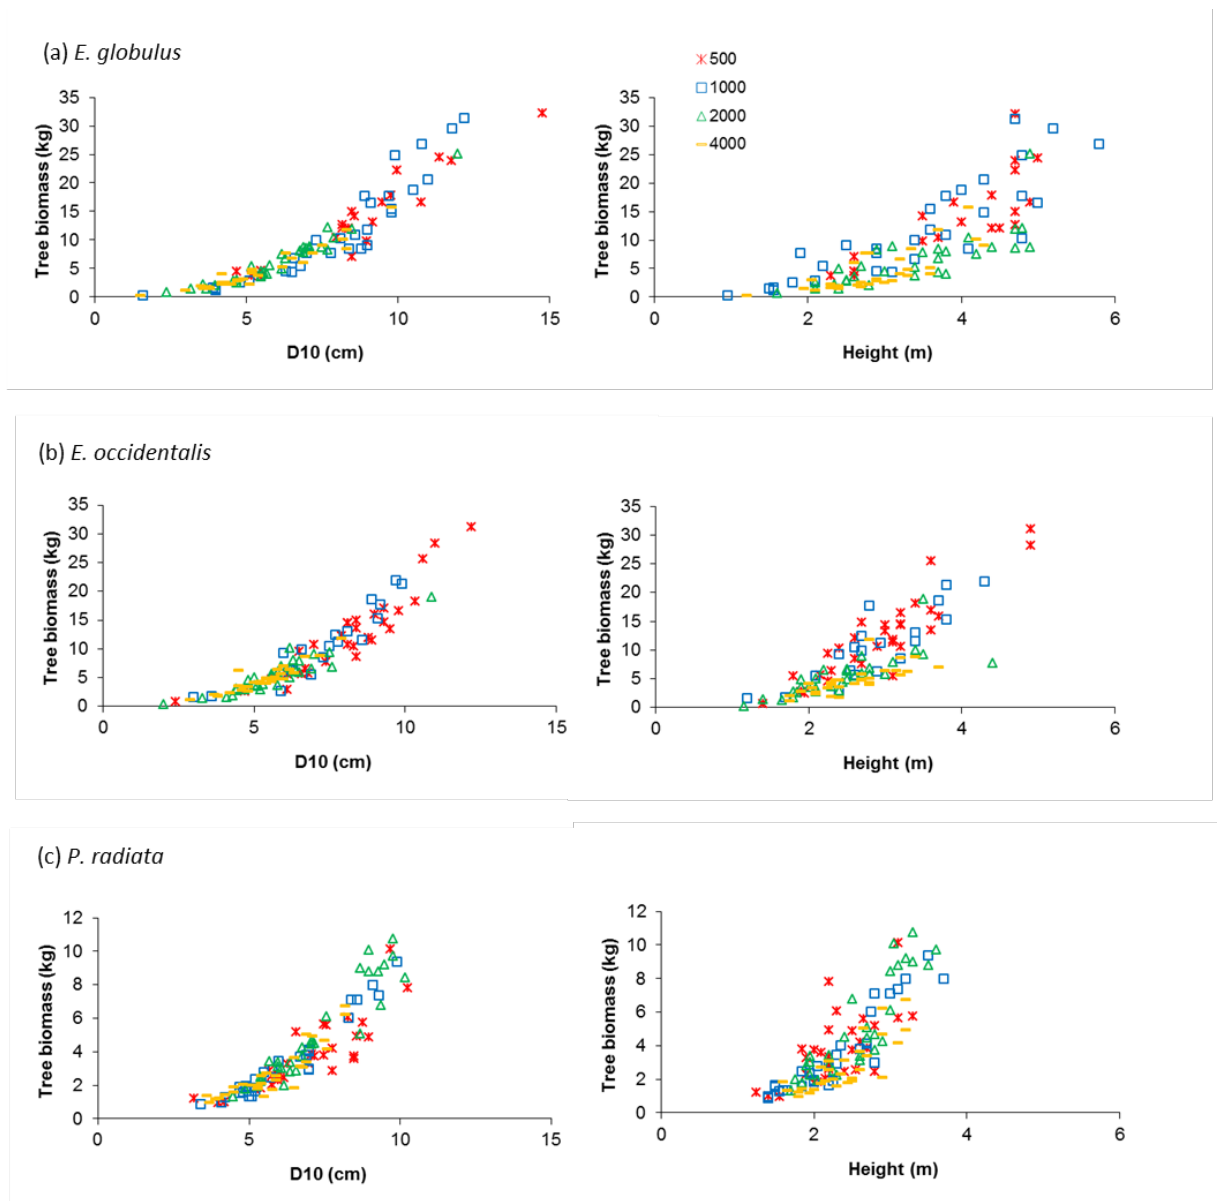 (a) E. globulus
500
1000
2000
4000
Tree biomass (kg)
35
30
25
20
15
10
5
0
0 5 10 15
D10 (cm)
Tree biomass (kg)
35
30
25
20
15
10
5
0
0 2 4 6
Height (m)
(b) E. occidentalis
Tree biomass (kg)
35
30
25
20
15
10
5
0
0 5 10 15
D10 (cm)
Tree biomass (kg)
35
30
25
20
15
10
5
0
0 2 4 6
Height (m)
(c) P. radiata
Tree biomass (kg)
12
10
8
6
4
2
0
0 5 10 15
D10 (cm)
Tree biomass (kg)
12
10
8
6
4
2
0
0 2 4 6
Height (m)